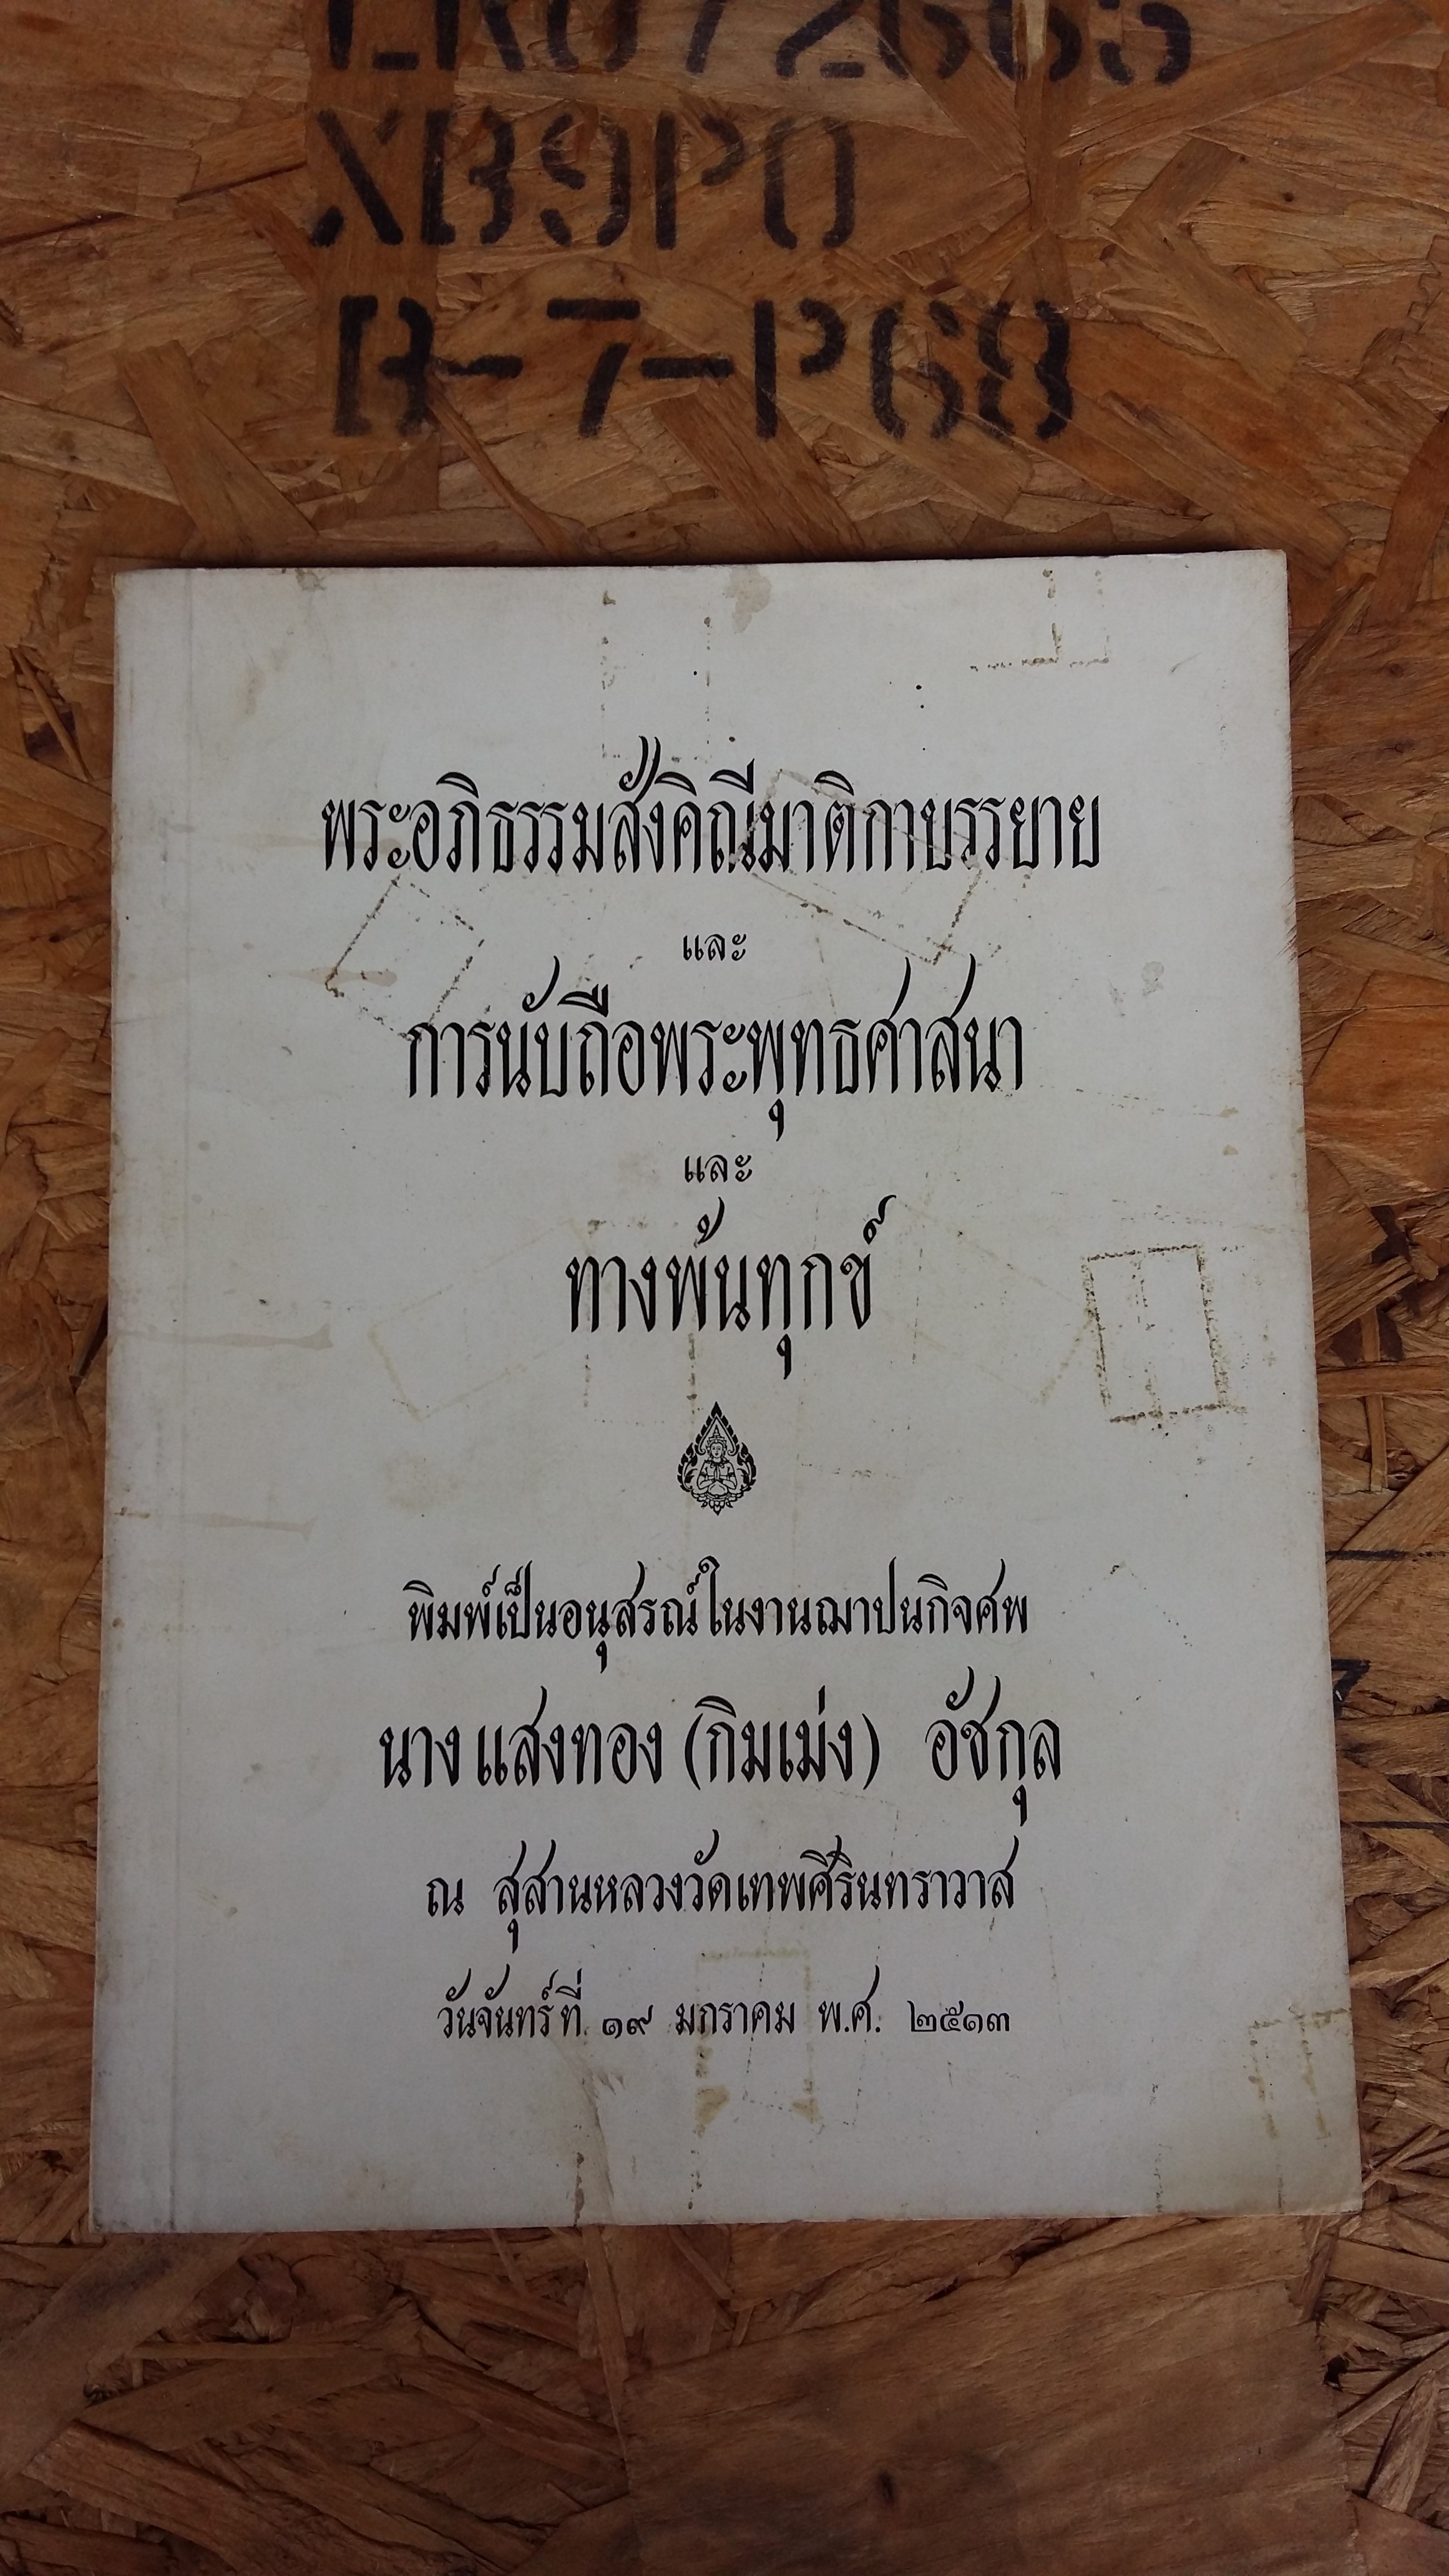 XB9P0
B-7-P68
พระอภิธรรมสังคิณีมาติกาบรรยาย
และ
การนับถือพระพุทธศาสนา
และ
ทางพ้นทุกข์
พิมพ์เป็นอนุสรณ์ในงานฌาปนกิจศพ
นาง แสงทอง (กิมเม่ง) อัชกุล
ณ สุสานหลวงวัดเทพศิรินทราวาส
วันจันทร์ ที่ ๑๙ มกราคม พ.ศ. ๒๕๑๓